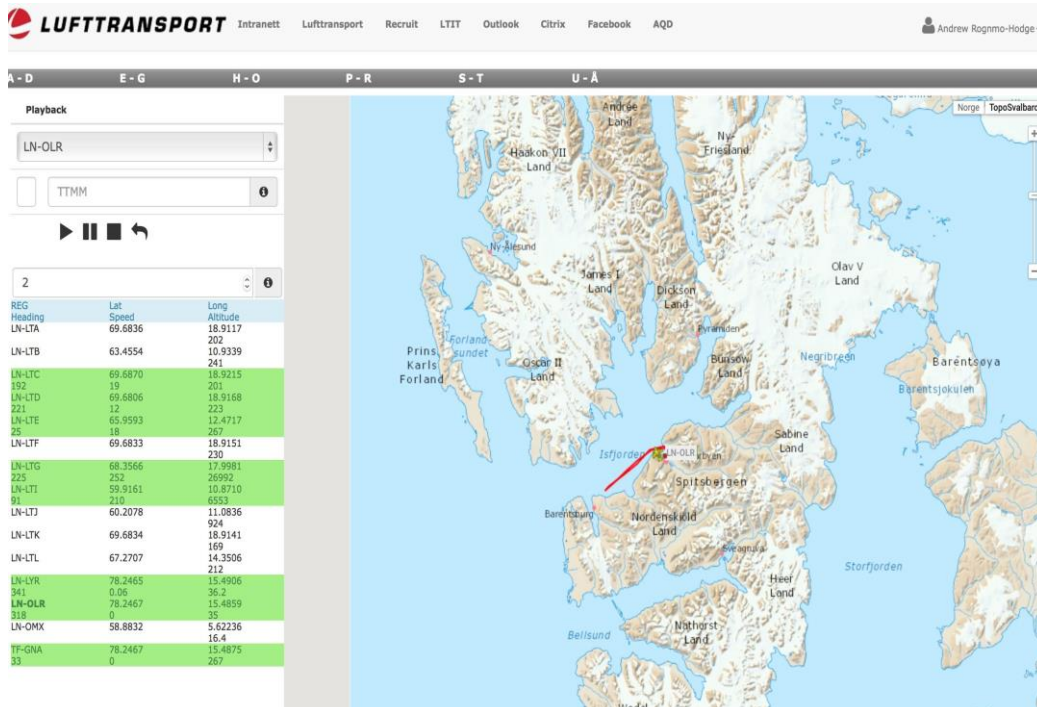 LUFTTRANSPORT Intranett Lufttransport Recruit LTIT Outlook Citrix Facebook AQD Andrew Rognmo-Hodge
A - D E - G H - O P - R S - T U - Å
Playback
LN-OLR
TTMM
2
REG Lat Long
Heading Speed Altitude
LN-LTA 69.6836 18.9117
202
LN-LTB 63.4554 10.9339
241
LN-LTC 69.6870 18.9215
192 19 201
LN-LTD 69.6806 18.9168
221 12 223
LN-LTE 65.9593 12.4717
25 18 267
LN-LTF 69.6833 18.9151
230
LN-LTG 68.3566 17.9981
225 252 26992
LN-LTI 59.9161 10.8710
91 210 6553
LN-LTJ 60.2078 11.0836
924
LN-LTK 69.6834 18.9141
169
LN-LTL 67.2707 14.3506
212
LN-LYR 78.2465 15.4906
341 0.06 36.2
LN-OLR 78.2467 15.4859
318 0 35
LN-OMX 58.8832 5.62236
16.4
TF-GNA 78.2467 15.4875
33 0 267
Norge TopoSvalbard
Andrée
Land
Ny-
Friesland
Haakon VII
Land
Ny-Ålesund
James I
Land
Dickson
Land
Olav V
Land
Pyramiden
Forland-
sundet
Prins
Karls
Forland
Oscar II
Land
Bünsow
Land
Negribreen
Barentsøya
Barentsjøkulen
Sabine
Land
Isfjorden
LN-OLR
Spitsbergen
Barentsburg
Nordenskiöld
Land
Sveagruva
Storfjorden
Heer
Land
Nathorst
Land
Bellsund